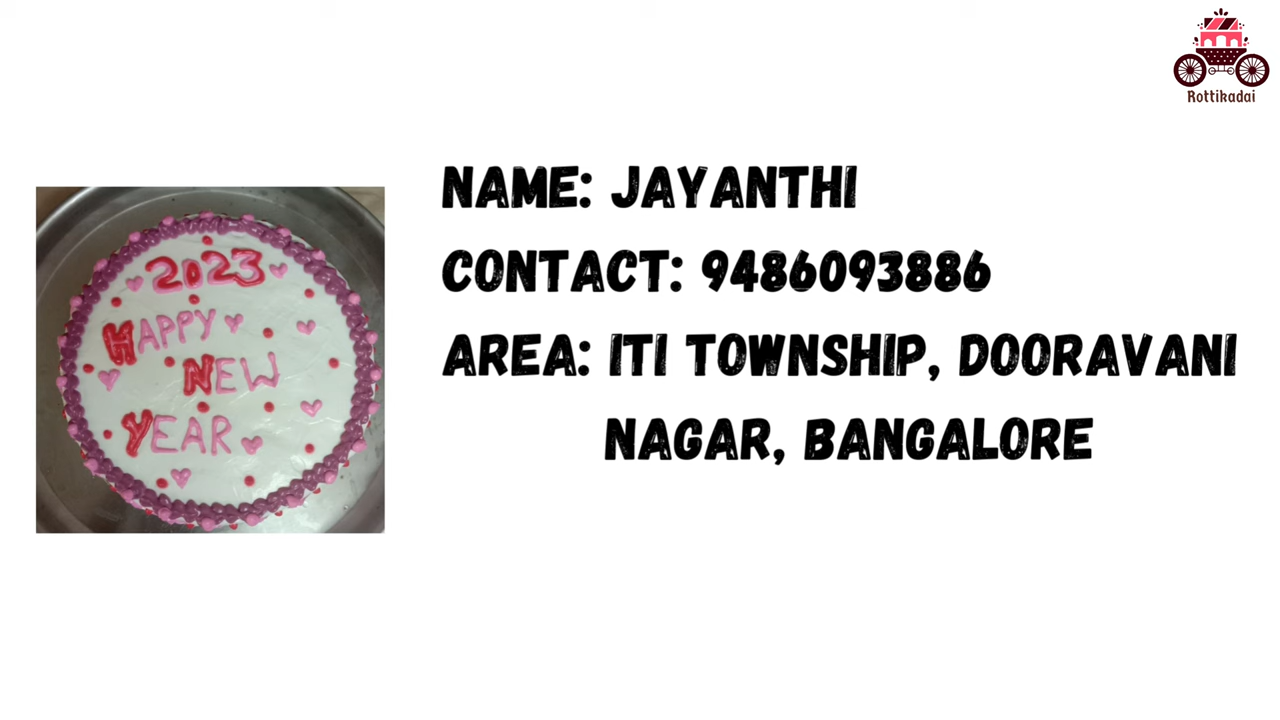 Rottikadai
NAME: JAYANTHI
CONTACT: 9486093886
AREA: ITI TOWNSHIP, DOORAVANI
NAGAR, BANGALORE
2023
HAPPY
NEW
YEAR